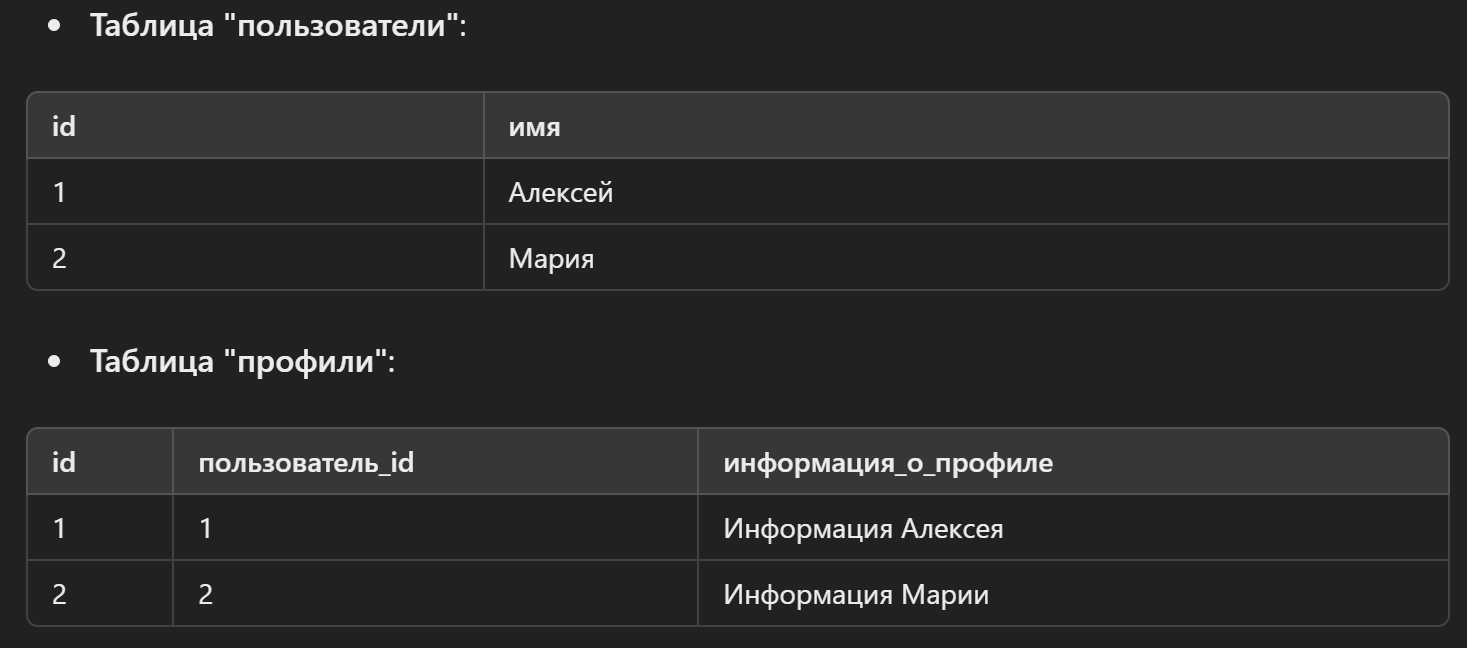 Таблица "пользователи":
id имя
1 Алексей
2 Мария
Таблица "профили":
id пользователь_id информация_о_профиле
1 1 Информация Алексея
2 2 Информация Марии